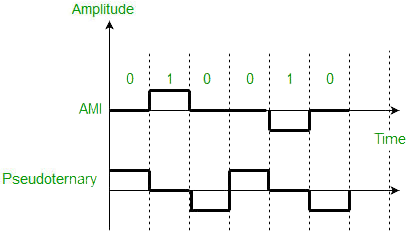 Amplitude
0 1 0 0 1 0
AMI
Time
Pseudoternary